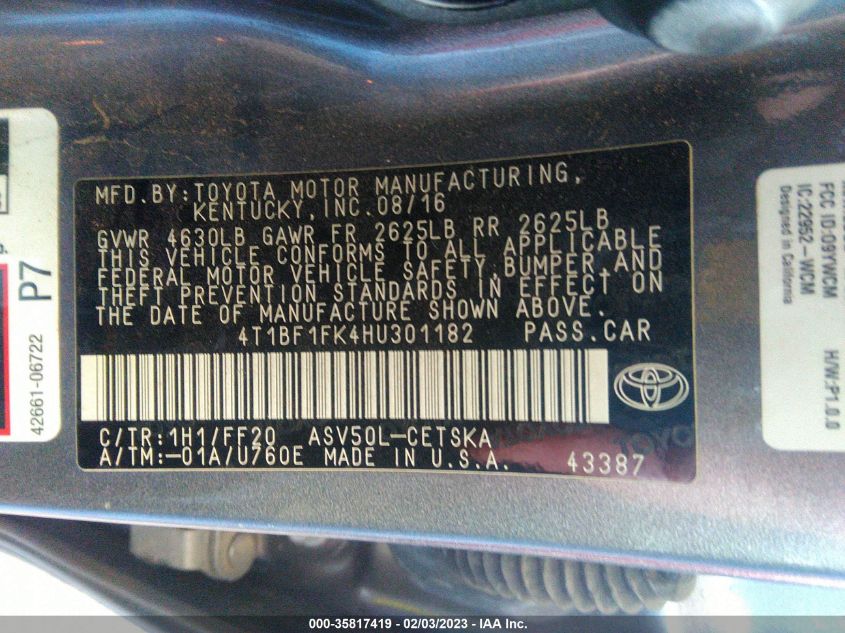 MFD.BY:TOYOTA MOTOR MANUFACTURING,
KENTUCKY,INC.08/16
GVWR 4630LB GAWR FR 2625LB RR 2625LB
THIS VEHICLE CONFORMS TO ALL APPLICABLE
FEDERAL MOTOR VEHICLE SAFETY,BUMPER,AND
THEFT PREVENTION STANDARDS IN EFFECT ON
THE DATE OF MANUFACTURE SHOWN ABOVE.
4T1BF1FK4HU301182 PASS.CAR
C/TR:1H1/FF20 ASV50L-CETSKA
A/TM:-01A/U760E MADE IN U.S.A. 43387
P7
42661-06722
FCC ID:O9YWCM
IC:22952-WCM
Designed in California
H/W:P1.0.0
000-35817419 - 02/03/2023 - © IAA, Inc.